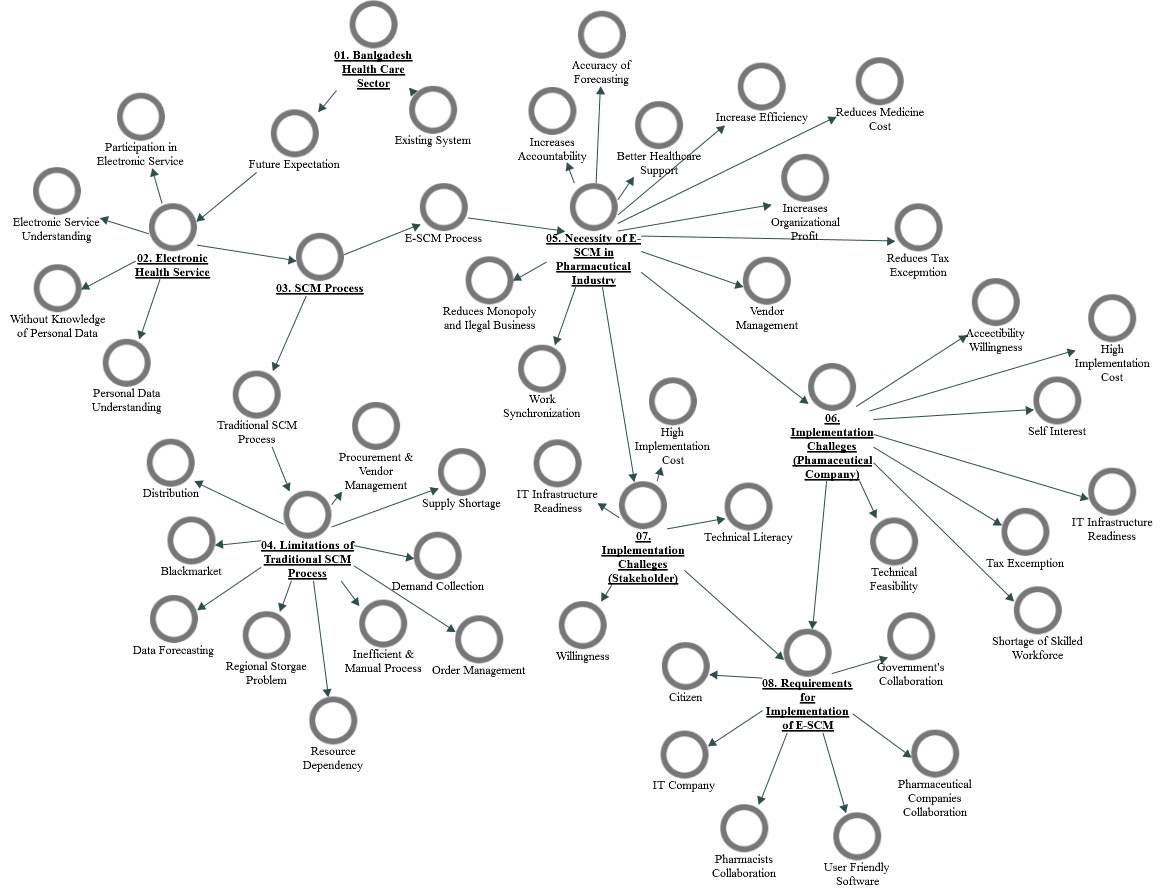 01. Banlgadesh
Health Care
Sector
Existing System
Future Expectation
Participation in
Electronic Service
Electronic Service
Understanding
02. Electronic
Health Service
Without Knowledge
of Personal Data
Personal Data
Understanding
03. SCM Process
E-SCM Process
Traditional SCM
Process
04. Limitations of
Traditional SCM
Process
Procurement &
Vendor
Management
Supply Shortage
Distribution
Blackmarket
Demand Collection
Data Forecasting
Regional Storgae
Problem
Inefficient &
Manual Process
Order Management
Resource
Dependency
05. Necessity of E-
SCM in
Pharmacutical
Industry
Accuracy of
Forecasting
Increases
Accountability
Better Healthcare
Support
Increase Efficiency
Reduces Medicine
Cost
Increases
Organizational
Profit
Reduces Tax
Excepmtion
Vendor
Management
Reduces Monopoly
and Ilegal Business
Work
Synchronization
06.
Implementation
Challeges
(Phamaceutical
Company)
Accectibility
Willingness
High
Implementation
Cost
Self Interest
IT Infrastructure
Readiness
Tax Excemption
Shortage of Skilled
Workforce
Technical
Feasibility
07.
Implementation
Challeges
(Stakeholder)
High
Implementation
Cost
IT Infrastructure
Readiness
Technical Literacy
Willingness
08. Requirements
for
Implementation
of E-SCM
Government's
Collaboration
Citizen
IT Company
Pharmacists
Collaboration
User Friendly
Software
Pharmaceutical
Companies
Collaboration